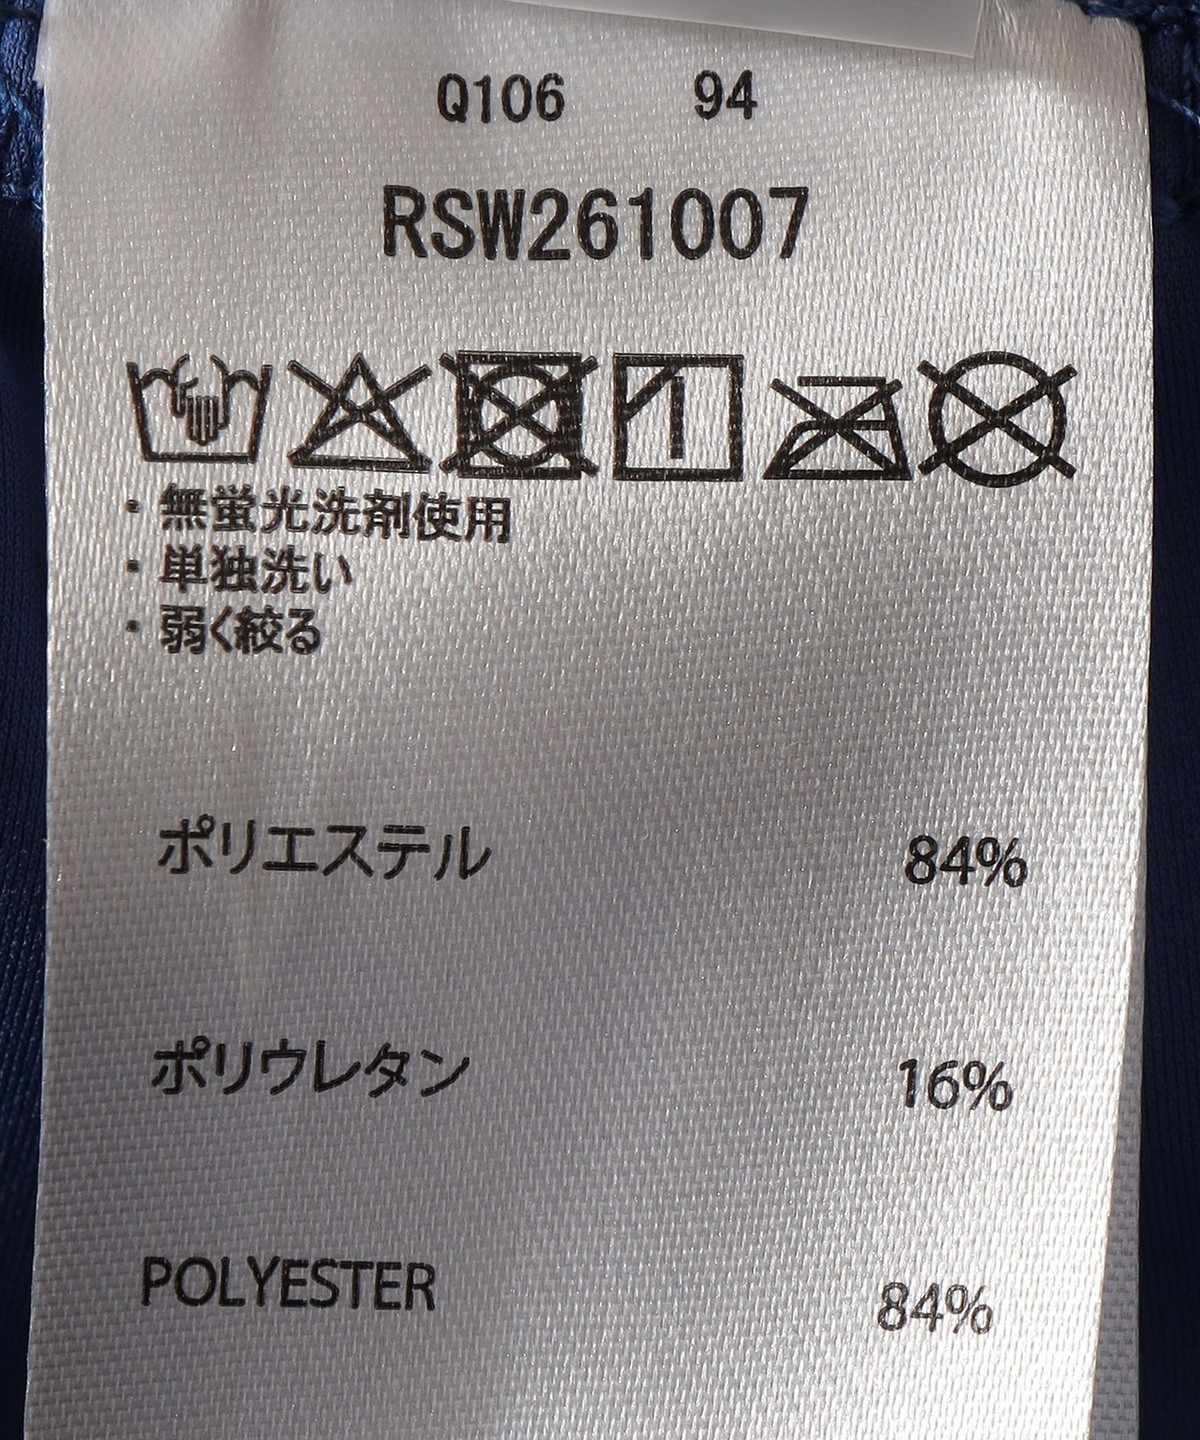 Q106 94
RSW261007
・無蛍光洗剤使用
・単独洗い
・弱く絞る
ポリエステル 84%
ポリウレタン 16%
POLYESTER 84%